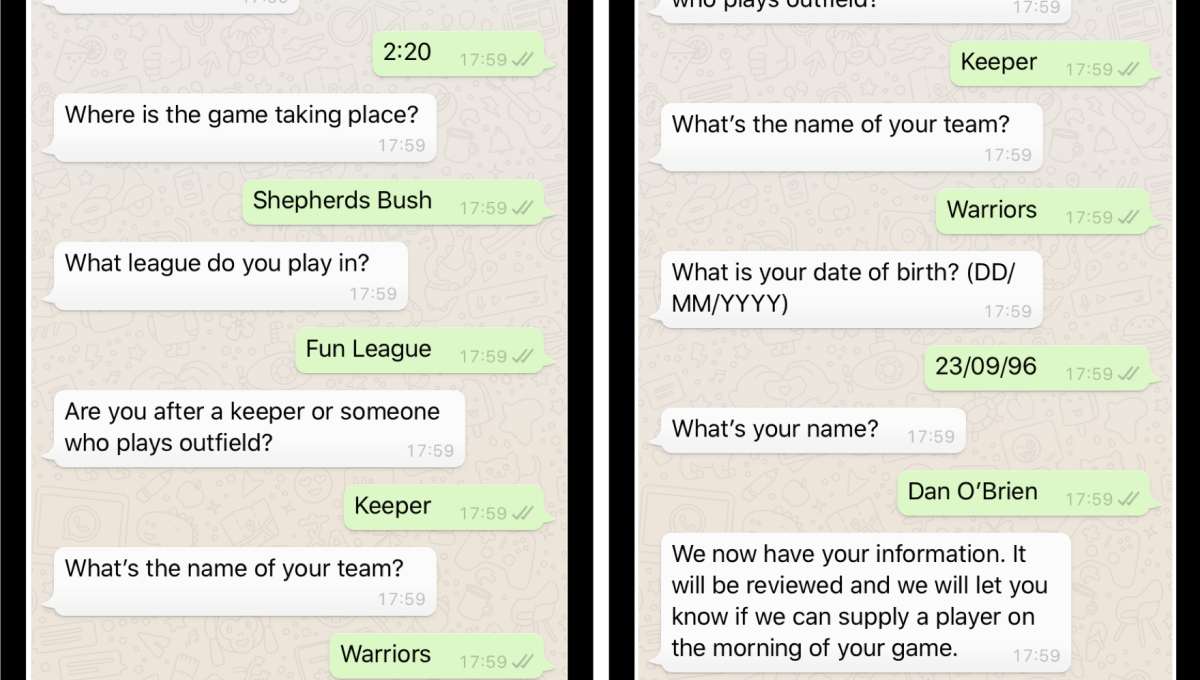 17:59
2:20 17:59
Where is the game taking place?
17:59
Shepherds Bush 17:59
What league do you play in?
17:59
Fun League 17:59
Are you after a keeper or someone
who plays outfield? 17:59
Keeper 17:59
What's the name of your team?
17:59
Warriors 17:59
who plays outfield? 17:59
Keeper 17:59
What's the name of your team?
17:59
Warriors 17:59
What is your date of birth? (DD/
MM/YYYY) 17:59
23/09/96 17:59
What's your name? 17:59
Dan O'Brien 17:59
We now have your information. It
will be reviewed and we will let you
know if we can supply a player on
the morning of your game. 17:59